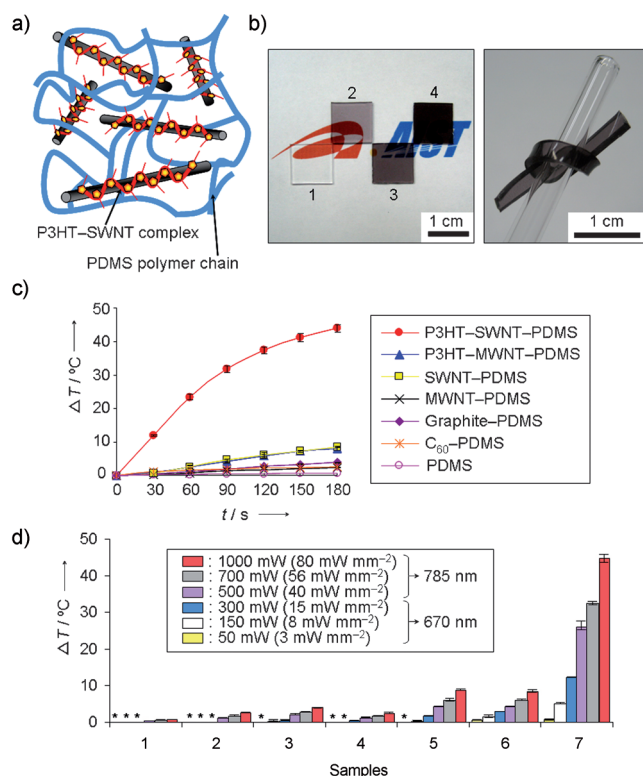 a)
P3HT–SWNT complex
PDMS polymer chain
b)
2
4
AIST
1
3
1 cm
1 cm
c)
50
40
30
20
10
0
△T / ºC
0 30 60 90 120 150 180
t / s
P3HT–SWNT–PDMS
P3HT–MWNT–PDMS
SWNT–PDMS
MWNT–PDMS
Graphite–PDMS
C₆₀–PDMS
PDMS
d)
50
40
30
20
10
0
△T / ºC
: 1000 mW (80 mW mm⁻²)
: 700 mW (56 mW mm⁻²)
: 500 mW (40 mW mm⁻²)
785 nm
: 300 mW (15 mW mm⁻²)
: 150 mW (8 mW mm⁻²)
: 50 mW (3 mW mm⁻²)
670 nm
* * * * * * * * * *
1 2 3 4 5 6 7
Samples